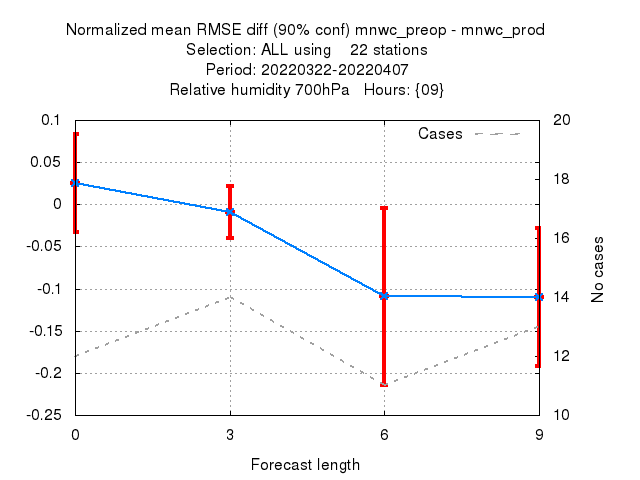 Normalized mean RMSE diff (90% conf) mnwc_preop - mnwc_prod
Selection: ALL using    22 stations
Period: 20220322-20220407
Relative humidity 700hPa   Hours: {09}
Cases
0.1
0.05
0
-0.05
-0.1
-0.15
-0.2
-0.25
20
18
16
14
12
10
No cases
0
3
6
9
Forecast length